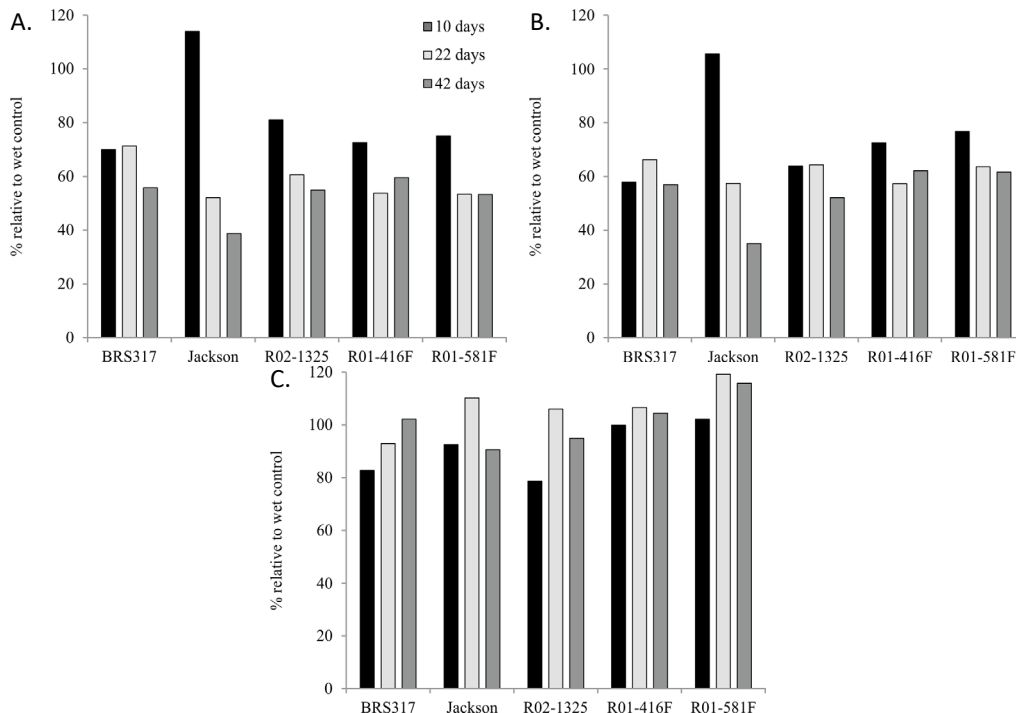 A.
120
100
80
60
40
20
0
% relative to wet control
10 days
22 days
42 days
BRS317 Jackson R02-1325 R01-416F R01-581F
B.
120
100
80
60
40
20
0
% relative to wet control
BRS317 Jackson R02-1325 R01-416F R01-581F
C.
120
100
80
60
40
20
0
% relative to wet control
BRS317 Jackson R02-1325 R01-416F R01-581F